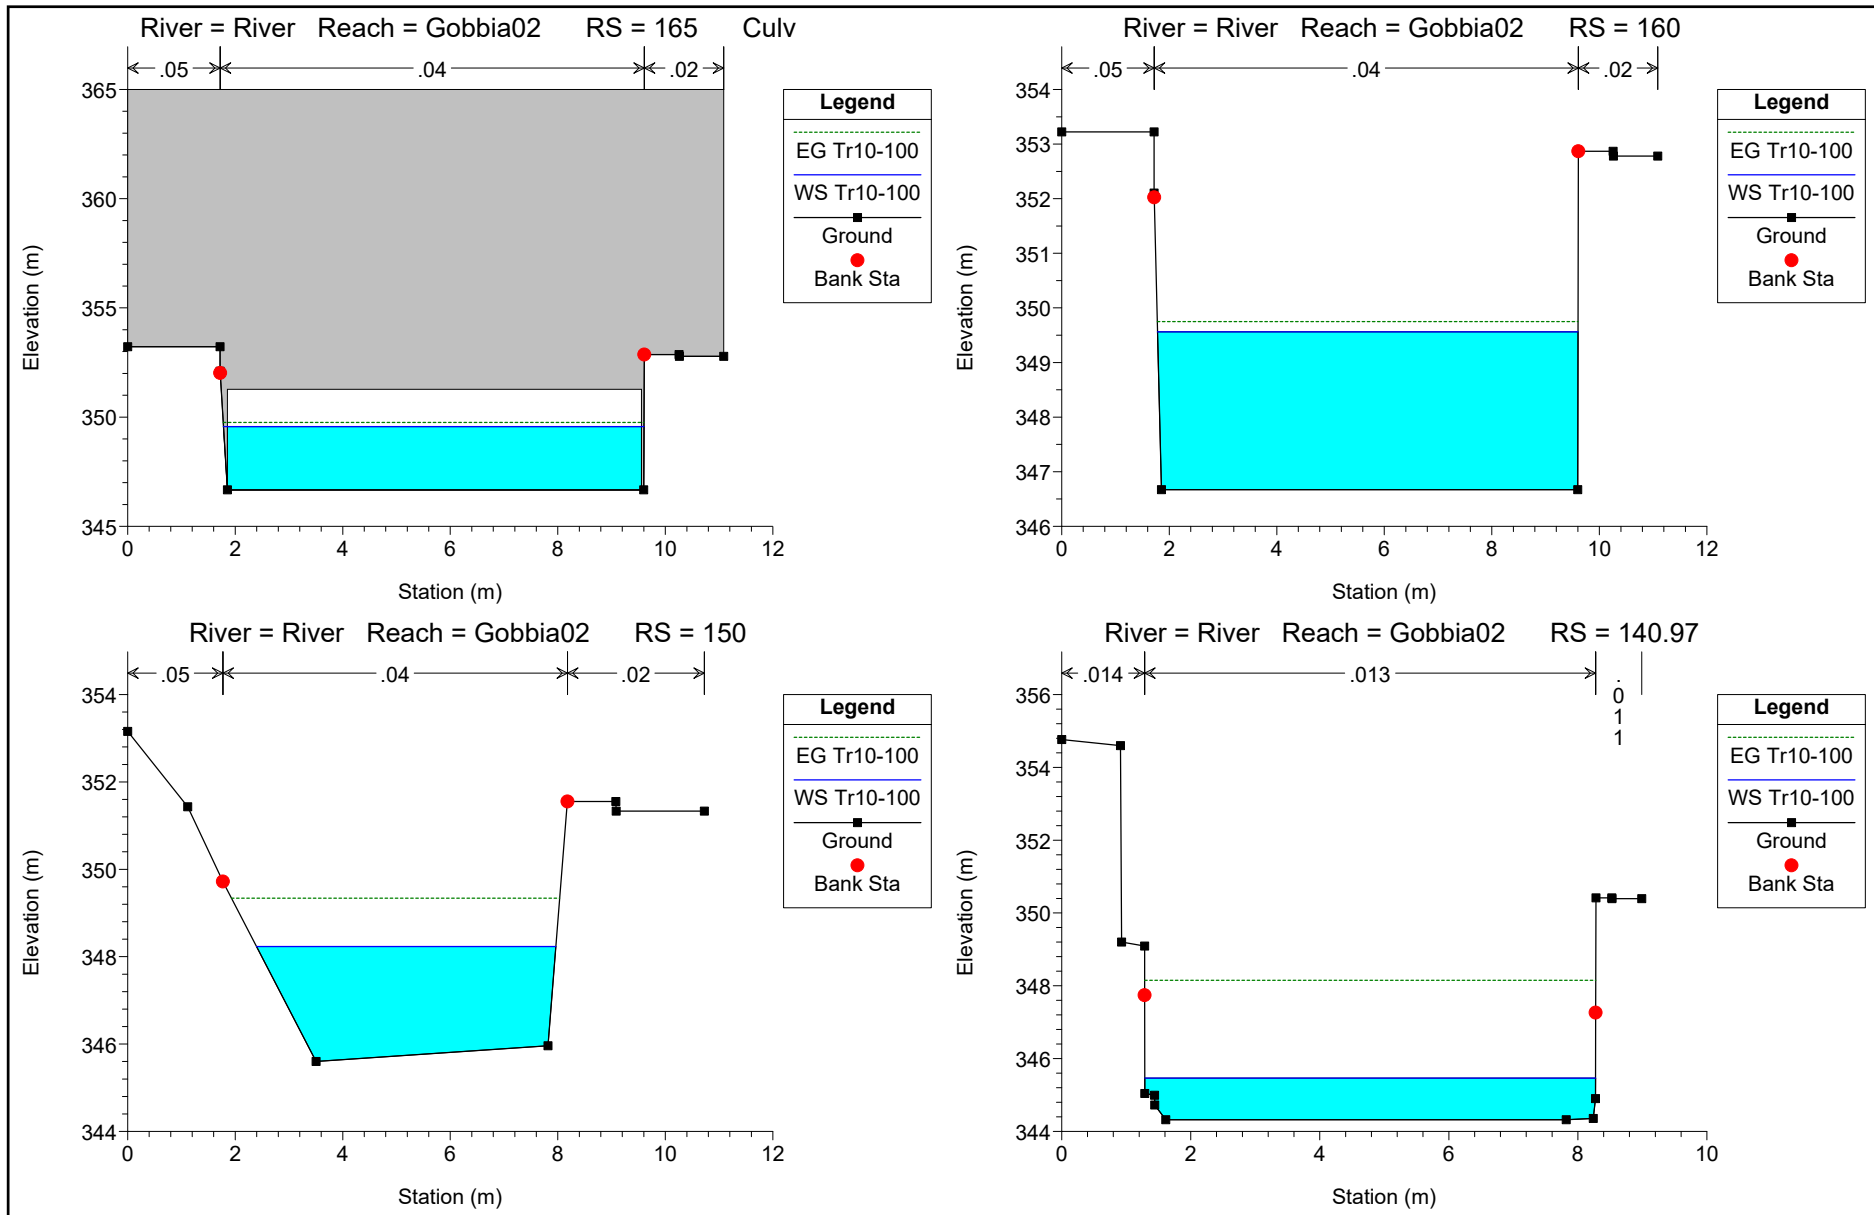 River = River Reach = Gobbia02 RS = 165 Culv
.05 .04 .02
365
360
355
350
345
0 2 4 6 8 10 12
Elevation (m)
Station (m)
Legend
EG Tr10-100
WS Tr10-100
Ground
Bank Sta
River = River Reach = Gobbia02 RS = 160
.05 .04 .02
354
353
352
351
350
349
348
347
346
0 2 4 6 8 10 12
Elevation (m)
Station (m)
Legend
EG Tr10-100
WS Tr10-100
Ground
Bank Sta
River = River Reach = Gobbia02 RS = 150
.05 .04 .02
354
352
350
348
346
344
0 2 4 6 8 10 12
Elevation (m)
Station (m)
Legend
EG Tr10-100
WS Tr10-100
Ground
Bank Sta
River = River Reach = Gobbia02 RS = 140.97
.014 .013 .011
356
354
352
350
348
346
344
0 2 4 6 8 10
Elevation (m)
Station (m)
Legend
EG Tr10-100
WS Tr10-100
Ground
Bank Sta